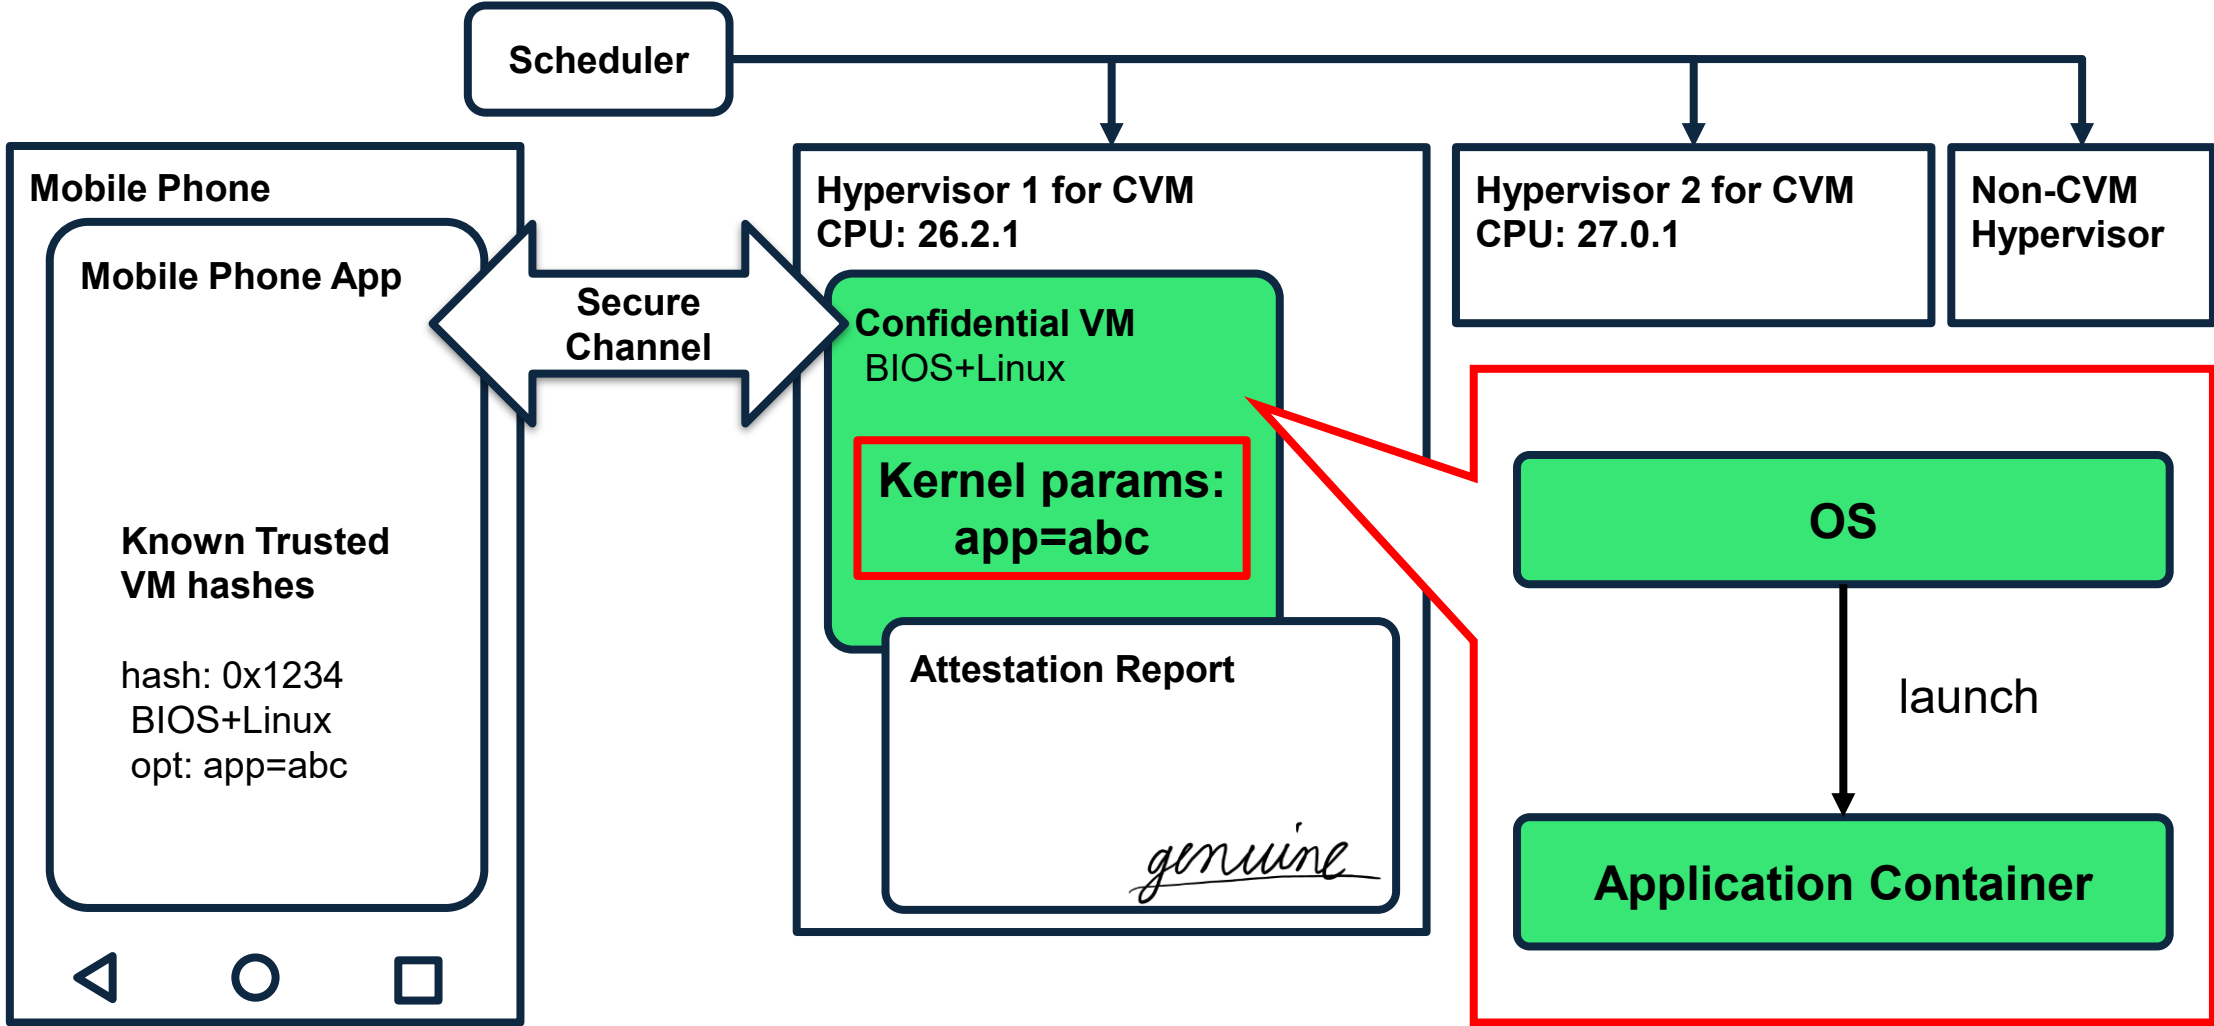 Scheduler
Mobile Phone
Mobile Phone App
Known Trusted
VM hashes
hash: 0x1234
BIOS+Linux
opt: app=abc
Secure
Channel
Hypervisor 1 for CVM
CPU: 26.2.1
Confidential VM
BIOS+Linux
Kernel params:
app=abc
Attestation Report
genuine
Hypervisor 2 for CVM
CPU: 27.0.1
Non-CVM
Hypervisor
OS
launch
Application Container